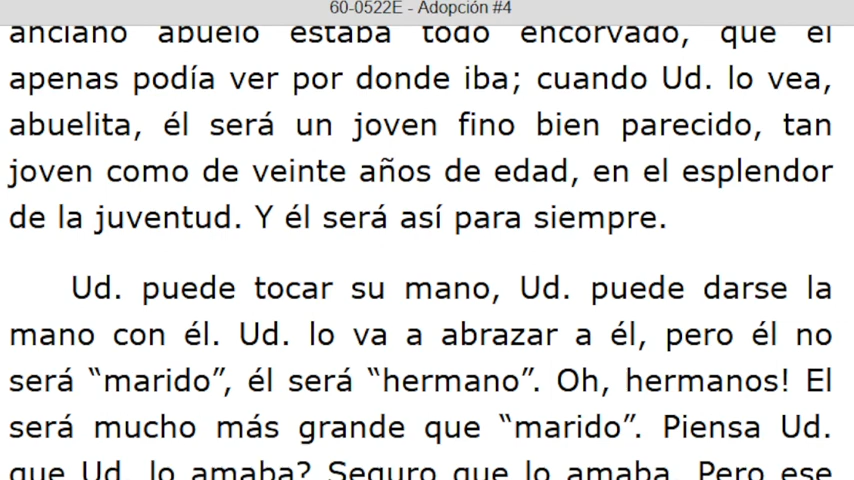 60-0522E - Adopción #4
anciano abuelo estaba todo encorvado, que él
apenas podía ver por donde iba; cuando Ud. lo vea,
abuelita, él será un joven fino bien parecido, tan
joven como de veinte años de edad, en el esplendor
de la juventud. Y él será así para siempre.
Ud. puede tocar su mano, Ud. puede darse la
mano con él. Ud. lo va a abrazar a él, pero él no
será “marido”, él será “hermano”. Oh, hermanos! El
será mucho más grande que “marido”. Piensa Ud.
que Ud. lo amaba? Seguro que lo amaba. Pero ese